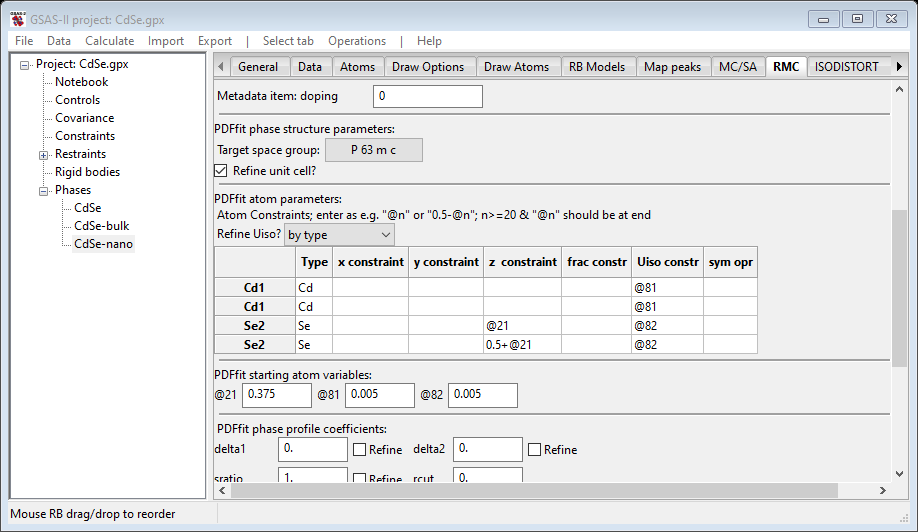 GSAS-II project: CdSe.gpx
File Data Calculate Import Export | Select tab Operations | Help
Project: CdSe.gpx
Notebook
Controls
Covariance
Constraints
Restraints
Rigid bodies
Phases
CdSe
CdSe-bulk
CdSe-nano
General Data Atoms Draw Options Draw Atoms RB Models Map peaks MC/SA RMC ISODISTORT
Metadata item: doping 0
PDFfit phase structure parameters:
Target space group: P 63 m c
Refine unit cell?
PDFfit atom parameters:
Atom Constraints; enter as e.g. "@n" or "0.5-@n"; n>=20 & "@n" should be at end
Refine Uiso? by type
Type x constraint y constraint z constraint frac constr Uiso constr sym opr
Cd1 Cd @81
Cd1 Cd @81
Se2 Se @21 @82
Se2 Se 0.5+@21 @82
PDFfit starting atom variables:
@21 0.375 @81 0.005 @82 0.005
PDFfit phase profile coefficients:
delta1 0. Refine delta2 0. Refine
sratio 1. Refine rcut 0.
Mouse RB drag/drop to reorder